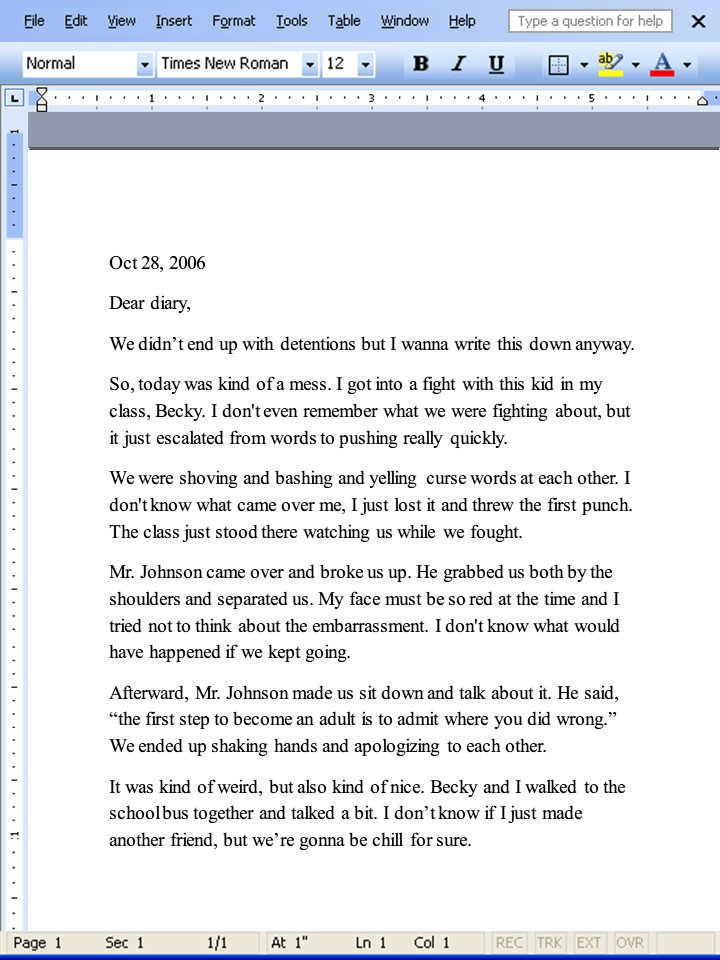 File Edit View Insert Format Tools Table Window Help Type a question for help
Normal Times New Roman 12 B I U ab A
L 1 2 3 4 5
1
Oct 28, 2006
Dear diary,
We didn’t end up with detentions but I wanna write this down anyway.
So, today was kind of a mess. I got into a fight with this kid in my
class, Becky. I don't even remember what we were fighting about, but
it just escalated from words to pushing really quickly.
We were shoving and bashing and yelling curse words at each other. I
don't know what came over me, I just lost it and threw the first punch.
The class just stood there watching us while we fought.
Mr. Johnson came over and broke us up. He grabbed us both by the
shoulders and separated us. My face must be so red at the time and I
tried not to think about the embarrassment. I don't know what would
have happened if we kept going.
Afterward, Mr. Johnson made us sit down and talk about it. He said,
“the first step to become an adult is to admit where you did wrong.”
We ended up shaking hands and apologizing to each other.
It was kind of weird, but also kind of nice. Becky and I walked to the
school bus together and talked a bit. I don’t know if I just made
another friend, but we’re gonna be chill for sure.
1
Page 1 Sec 1 1/1 At 1" Ln 1 Col 1 REC TRK EXT OVR